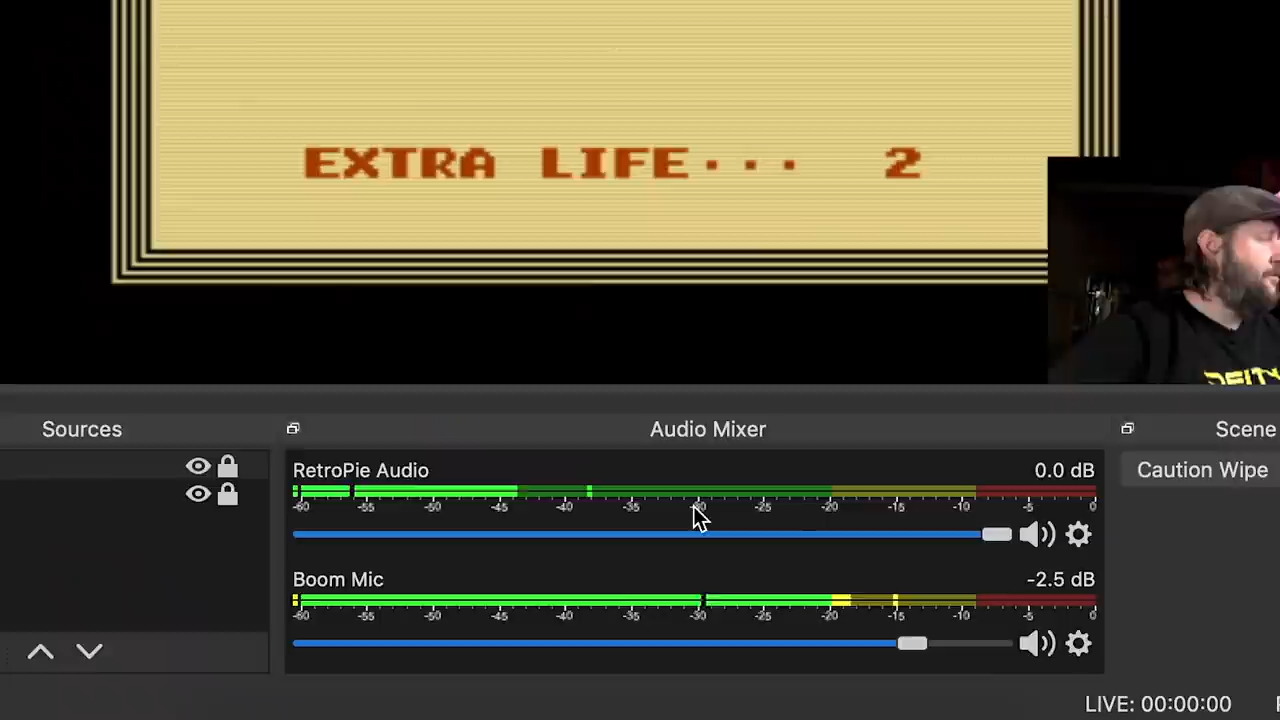 EXTRA LIFE··· 2
Sources
Audio Mixer
Scene
RetroPie Audio
0.0 dB
Caution Wipe
-60 -55 -50 -45 -40 -35 -30 -25 -20 -15 -10 -5 0
Boom Mic
-2.5 dB
-60 -55 -50 -45 -40 -35 -30 -25 -20 -15 -10 -5 0
LIVE: 00:00:00